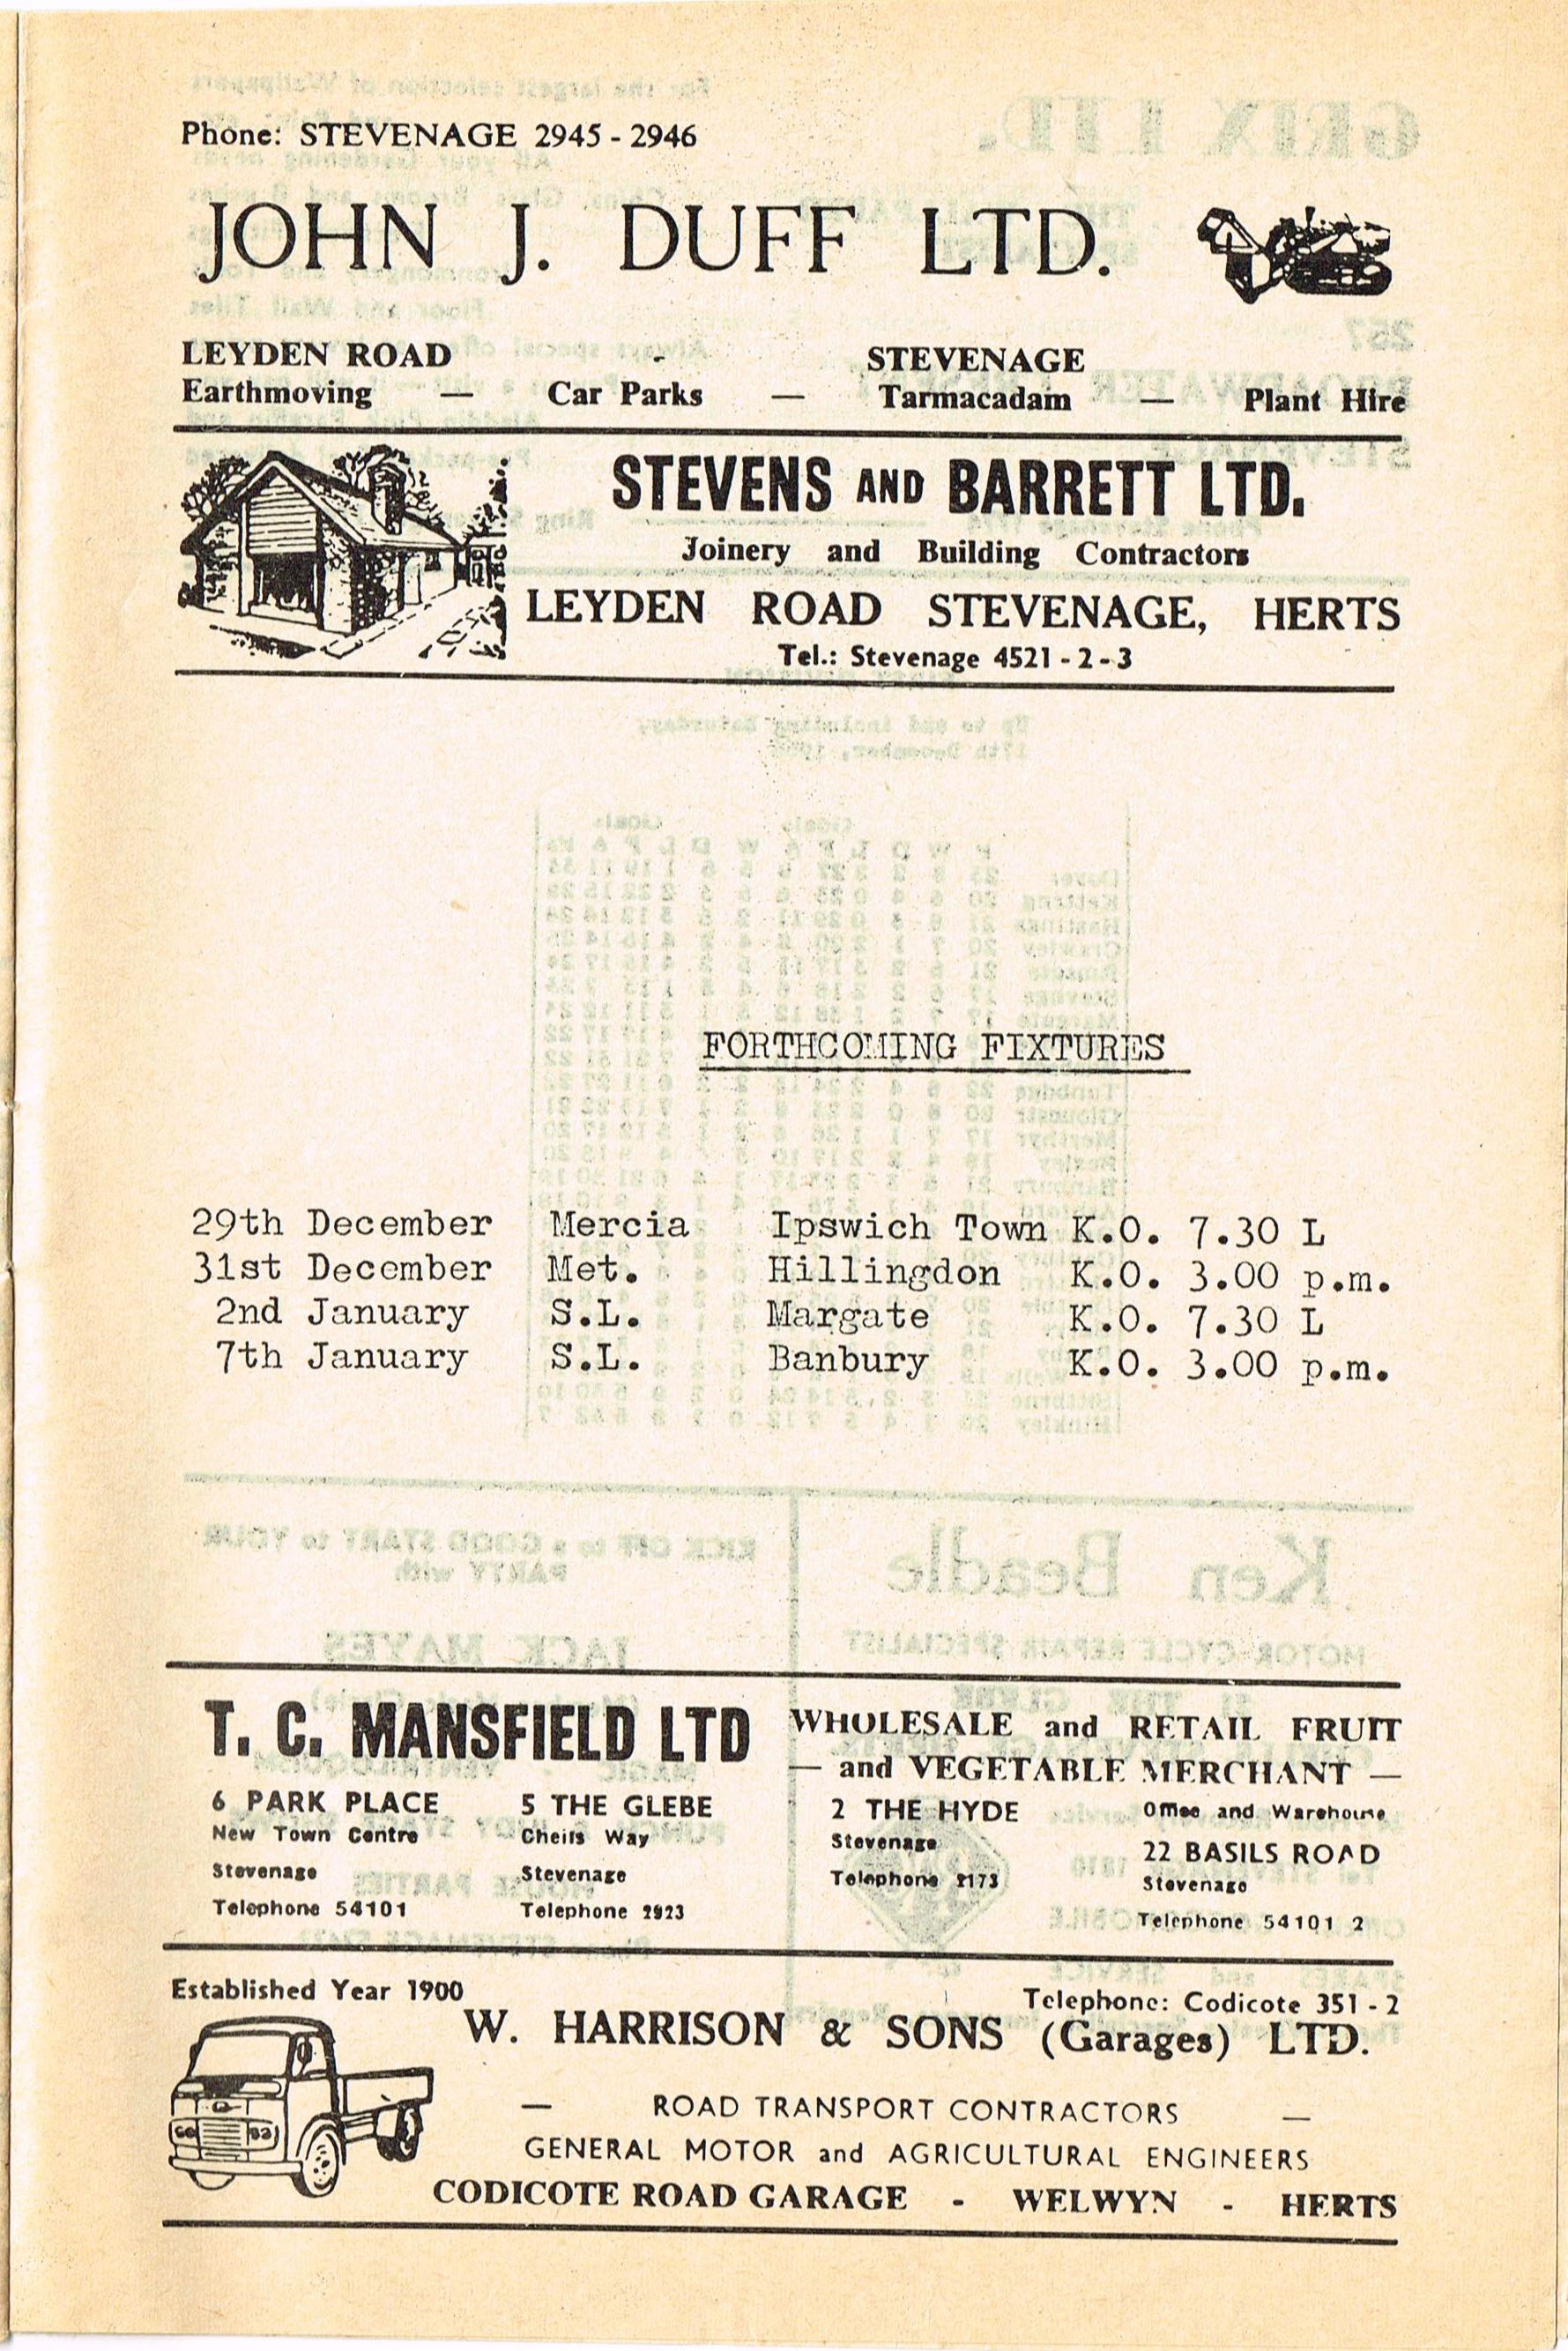 Phone: STEVENAGE 2945 - 2946
JOHN J. DUFF LTD.
LEYDEN ROAD - STEVENAGE
Earthmoving — Car Parks — Tarmacadam — Plant Hire
STEVENS AND BARRETT LTD.
Joinery and Building Contractors
LEYDEN ROAD STEVENAGE, HERTS
Tel.: Stevenage 4521 - 2 - 3
FORTHCOMING FIXTURES
29th December Mercia Ipswich Town K.O. 7.30 L
31st December Met. Hillingdon K.O. 3.00 p.m.
2nd January S.L. Margate K.O. 7.30 L
7th January S.L. Banbury K.O. 3.00 p.m.
T. C. MANSFIELD LTD
WHOLESALE and RETAIL FRUIT
— and VEGETABLE MERCHANT —
6 PARK PLACE
New Town Centre
Stevenage
Telephone 54101
5 THE GLEBE
Chells Way
Stevenage
Telephone 2923
2 THE HYDE
Stevenage
Telephone 2173
Office and Warehouse
22 BASILS ROAD
Stevenage
Telephone 54101 2
Established Year 1900
Telephone: Codicote 351 - 2
W. HARRISON & SONS (Garages) LTD.
— ROAD TRANSPORT CONTRACTORS —
GENERAL MOTOR and AGRICULTURAL ENGINEERS
CODICOTE ROAD GARAGE - WELWYN - HERTS